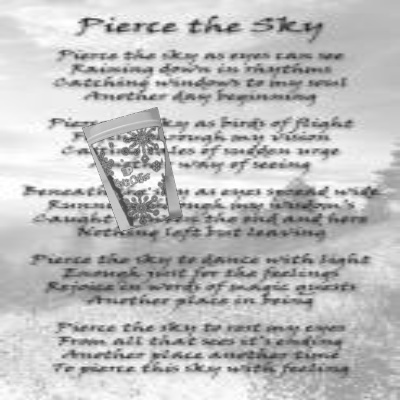 Pierce the Sky
Pierce the sky as eyes can see
Raining down in rhythms
Catching windows to my soul
Another day beginning
Pierce sky as birds of flight
through my vision
of sudden urge
way of seeing
Beneath sky as eyes spread wide
through my window's
Caught the end and here
Nothing left but leaving
Pierce the sky to dance with light
Enough just for the feelings
Rejoice in words of magic quests
Another place in being
Pierce the sky to rest my eyes
From all that sees it's ending
Another place another time
To pierce this sky with feeling